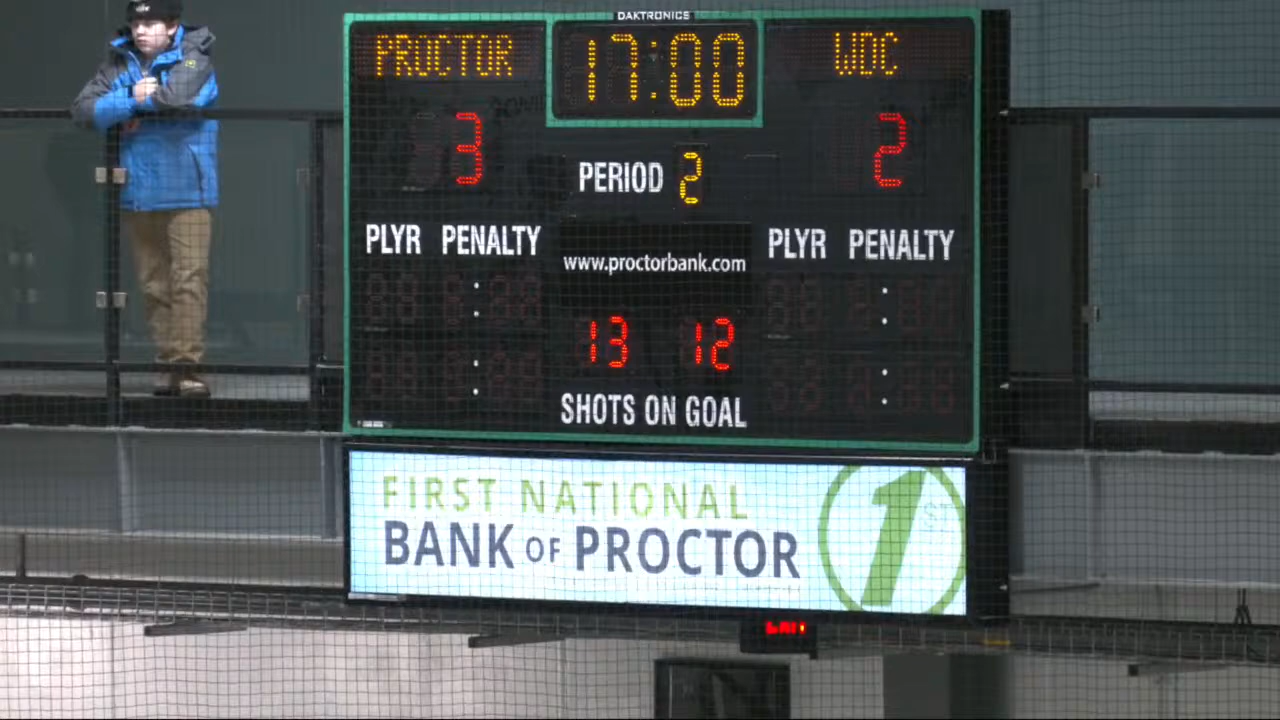 DAKTRONICS
PROCTOR 17:00 WDC
3 2
PERIOD 2
PLYR PENALTY PLYR PENALTY
www.proctorbank.com
13 12
SHOTS ON GOAL
FIRST NATIONAL
BANK OF PROCTOR
1ST